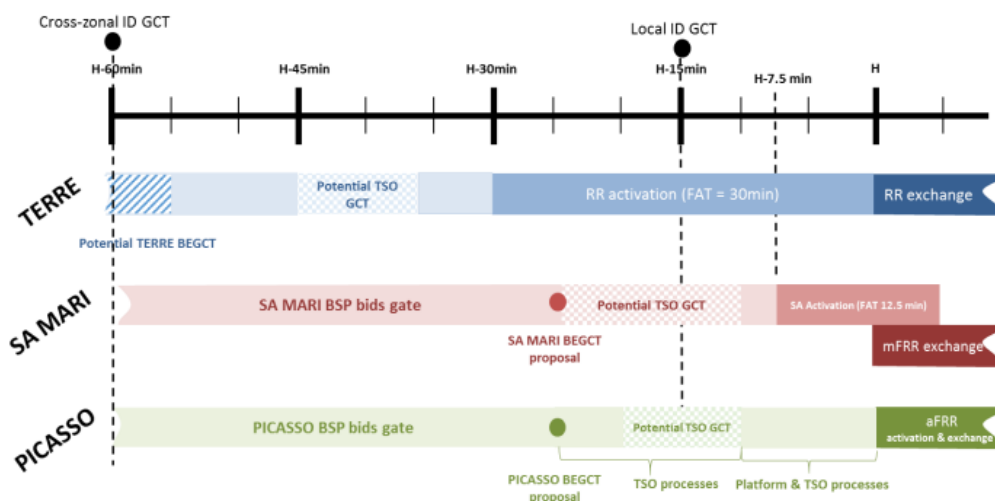 Cross-zonal ID GCT
Local ID GCT
H-60min
H-45min
H-30min
H-15min
H-7.5 min
H
TERRE
Potential TSO
GCT
RR activation (FAT = 30min)
RR exchange
Potential TERRE BEGCT
SA MARI
SA MARI BSP bids gate
Potential TSO GCT
SA Activation (FAT 12.5 min)
SA MARI BEGCT
proposal
mFRR exchange
PICASSO
PICASSO BSP bids gate
Potential TSO GCT
aFRR
activation & exchange
PICASSO BEGCT
proposal
TSO processes
Platform & TSO processes